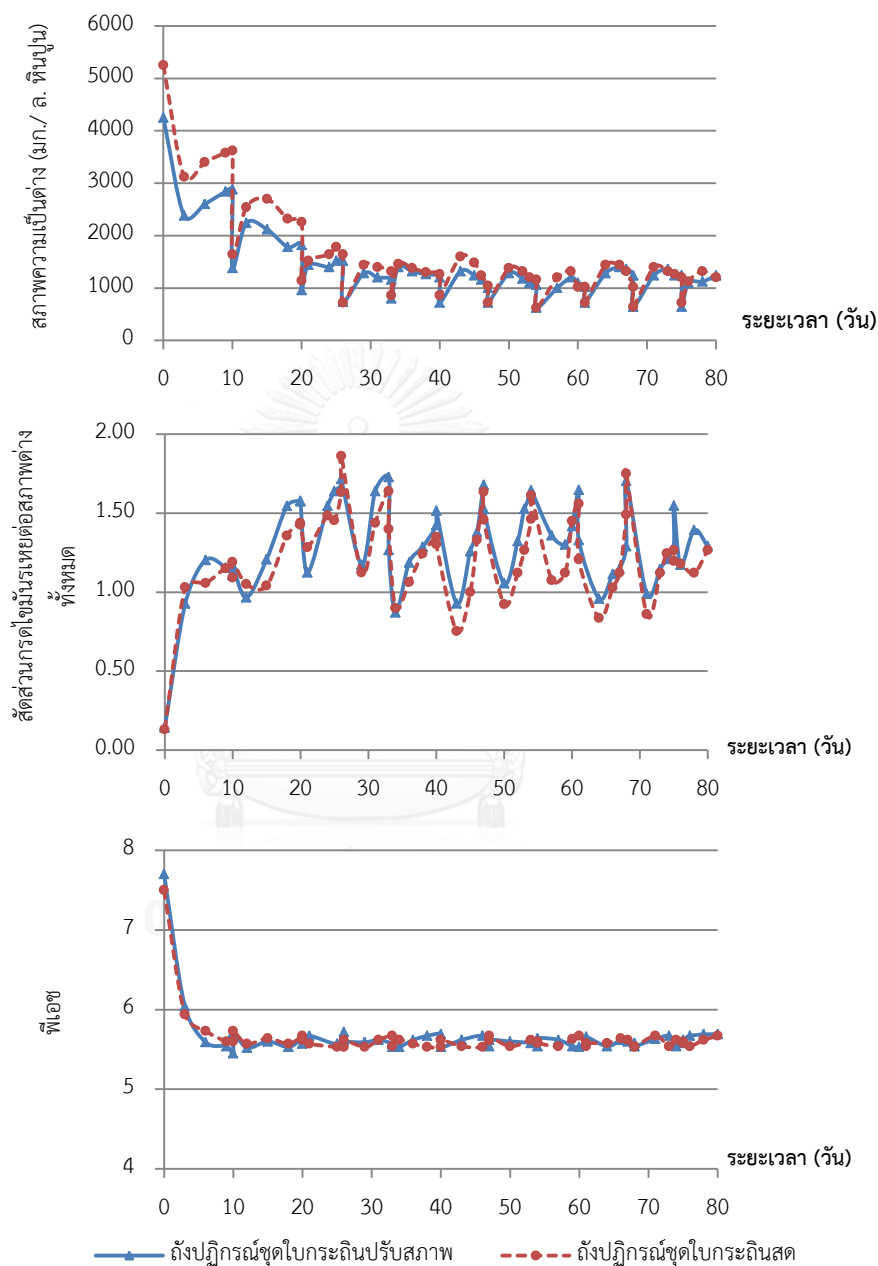 สภาพความเป็นด่าง (มก./ ล. หินปูน)
6000
5000
4000
3000
2000
1000
0
ระยะเวลา (วัน)
0 10 20 30 40 50 60 70 80
สัดส่วนกรดไขมันระเหยต่อสภาพด่าง
ทั้งหมด
2.00
1.50
1.00
0.50
0.00
ระยะเวลา (วัน)
0 10 20 30 40 50 60 70 80
พีเอช
8
7
6
5
4
ระยะเวลา (วัน)
0 10 20 30 40 50 60 70 80
ถังปฏิกรณ์ชุดใบกระถินปรับสภาพ ถังปฏิกรณ์ชุดใบกระถินสด